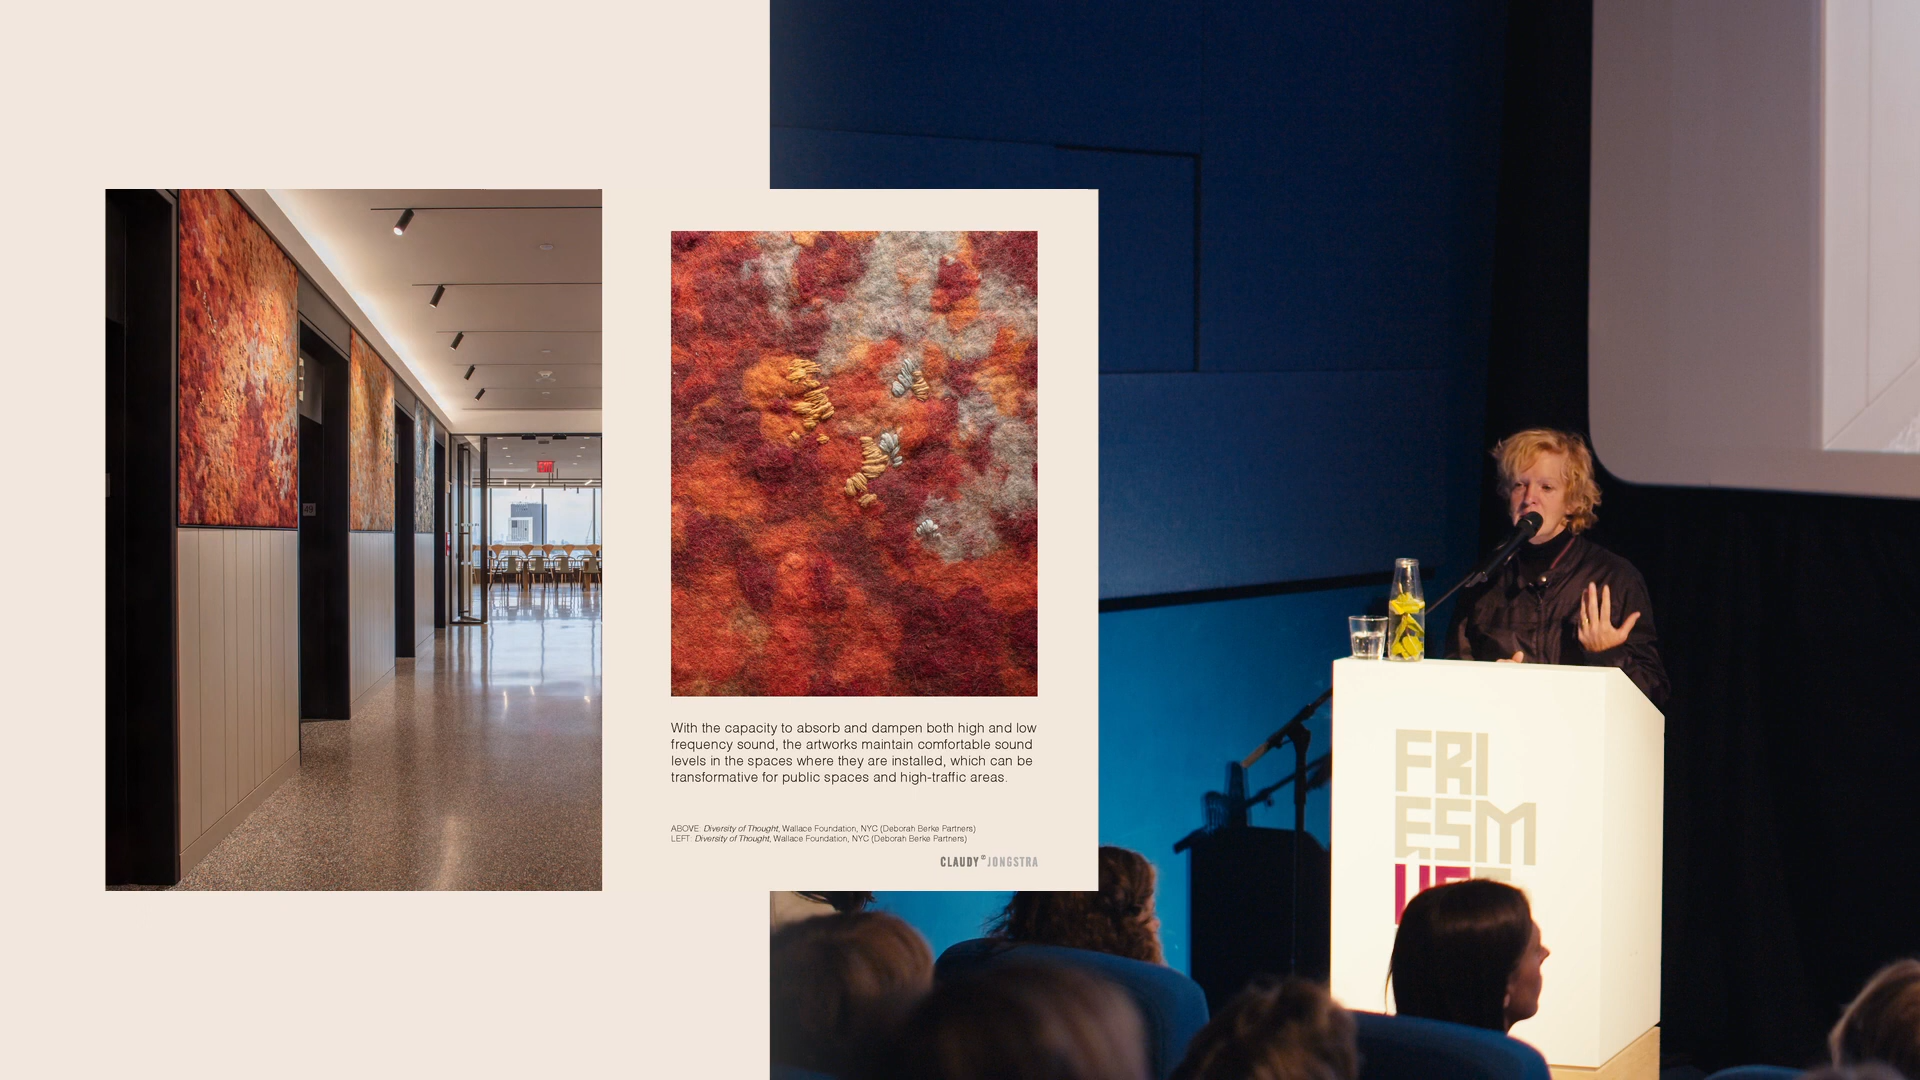 With the capacity to absorb and dampen both high and low
frequency sound, the artworks maintain comfortable sound
levels in the spaces where they are installed, which can be
transformative for public spaces and high-traffic areas.
ABOVE: Diversity of Thought, Wallace Foundation, NYC (Deborah Berke Partners)
LEFT: Diversity of Thought, Wallace Foundation, NYC (Deborah Berke Partners)
CLAUDY JONGSTRA
FRI
ESM